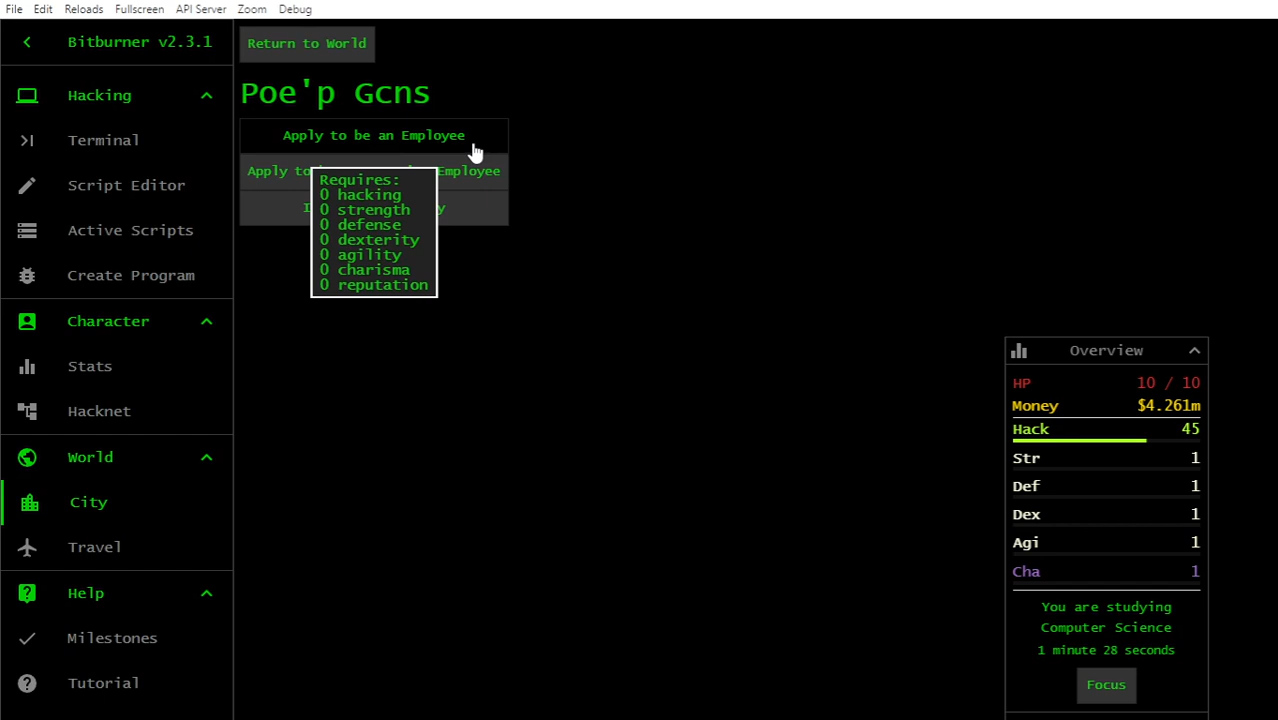 File Edit Reloads Fullscreen API Server Zoom Debug
Bitburner v2.3.1
Hacking
Terminal
Script Editor
Active Scripts
Create Program
Character
Stats
Hacknet
World
City
Travel
Help
Milestones
Tutorial
Return to World
Poe'p Gcns
Apply to be an Employee
Apply to Employee
Requires:
0 hacking
0 strength
0 defense
0 dexterity
0 agility
0 charisma
0 reputation
Overview
HP 10 / 10
Money $4.261m
Hack 45
Str 1
Def 1
Dex 1
Agi 1
Cha 1
You are studying
Computer Science
1 minute 28 seconds
Focus